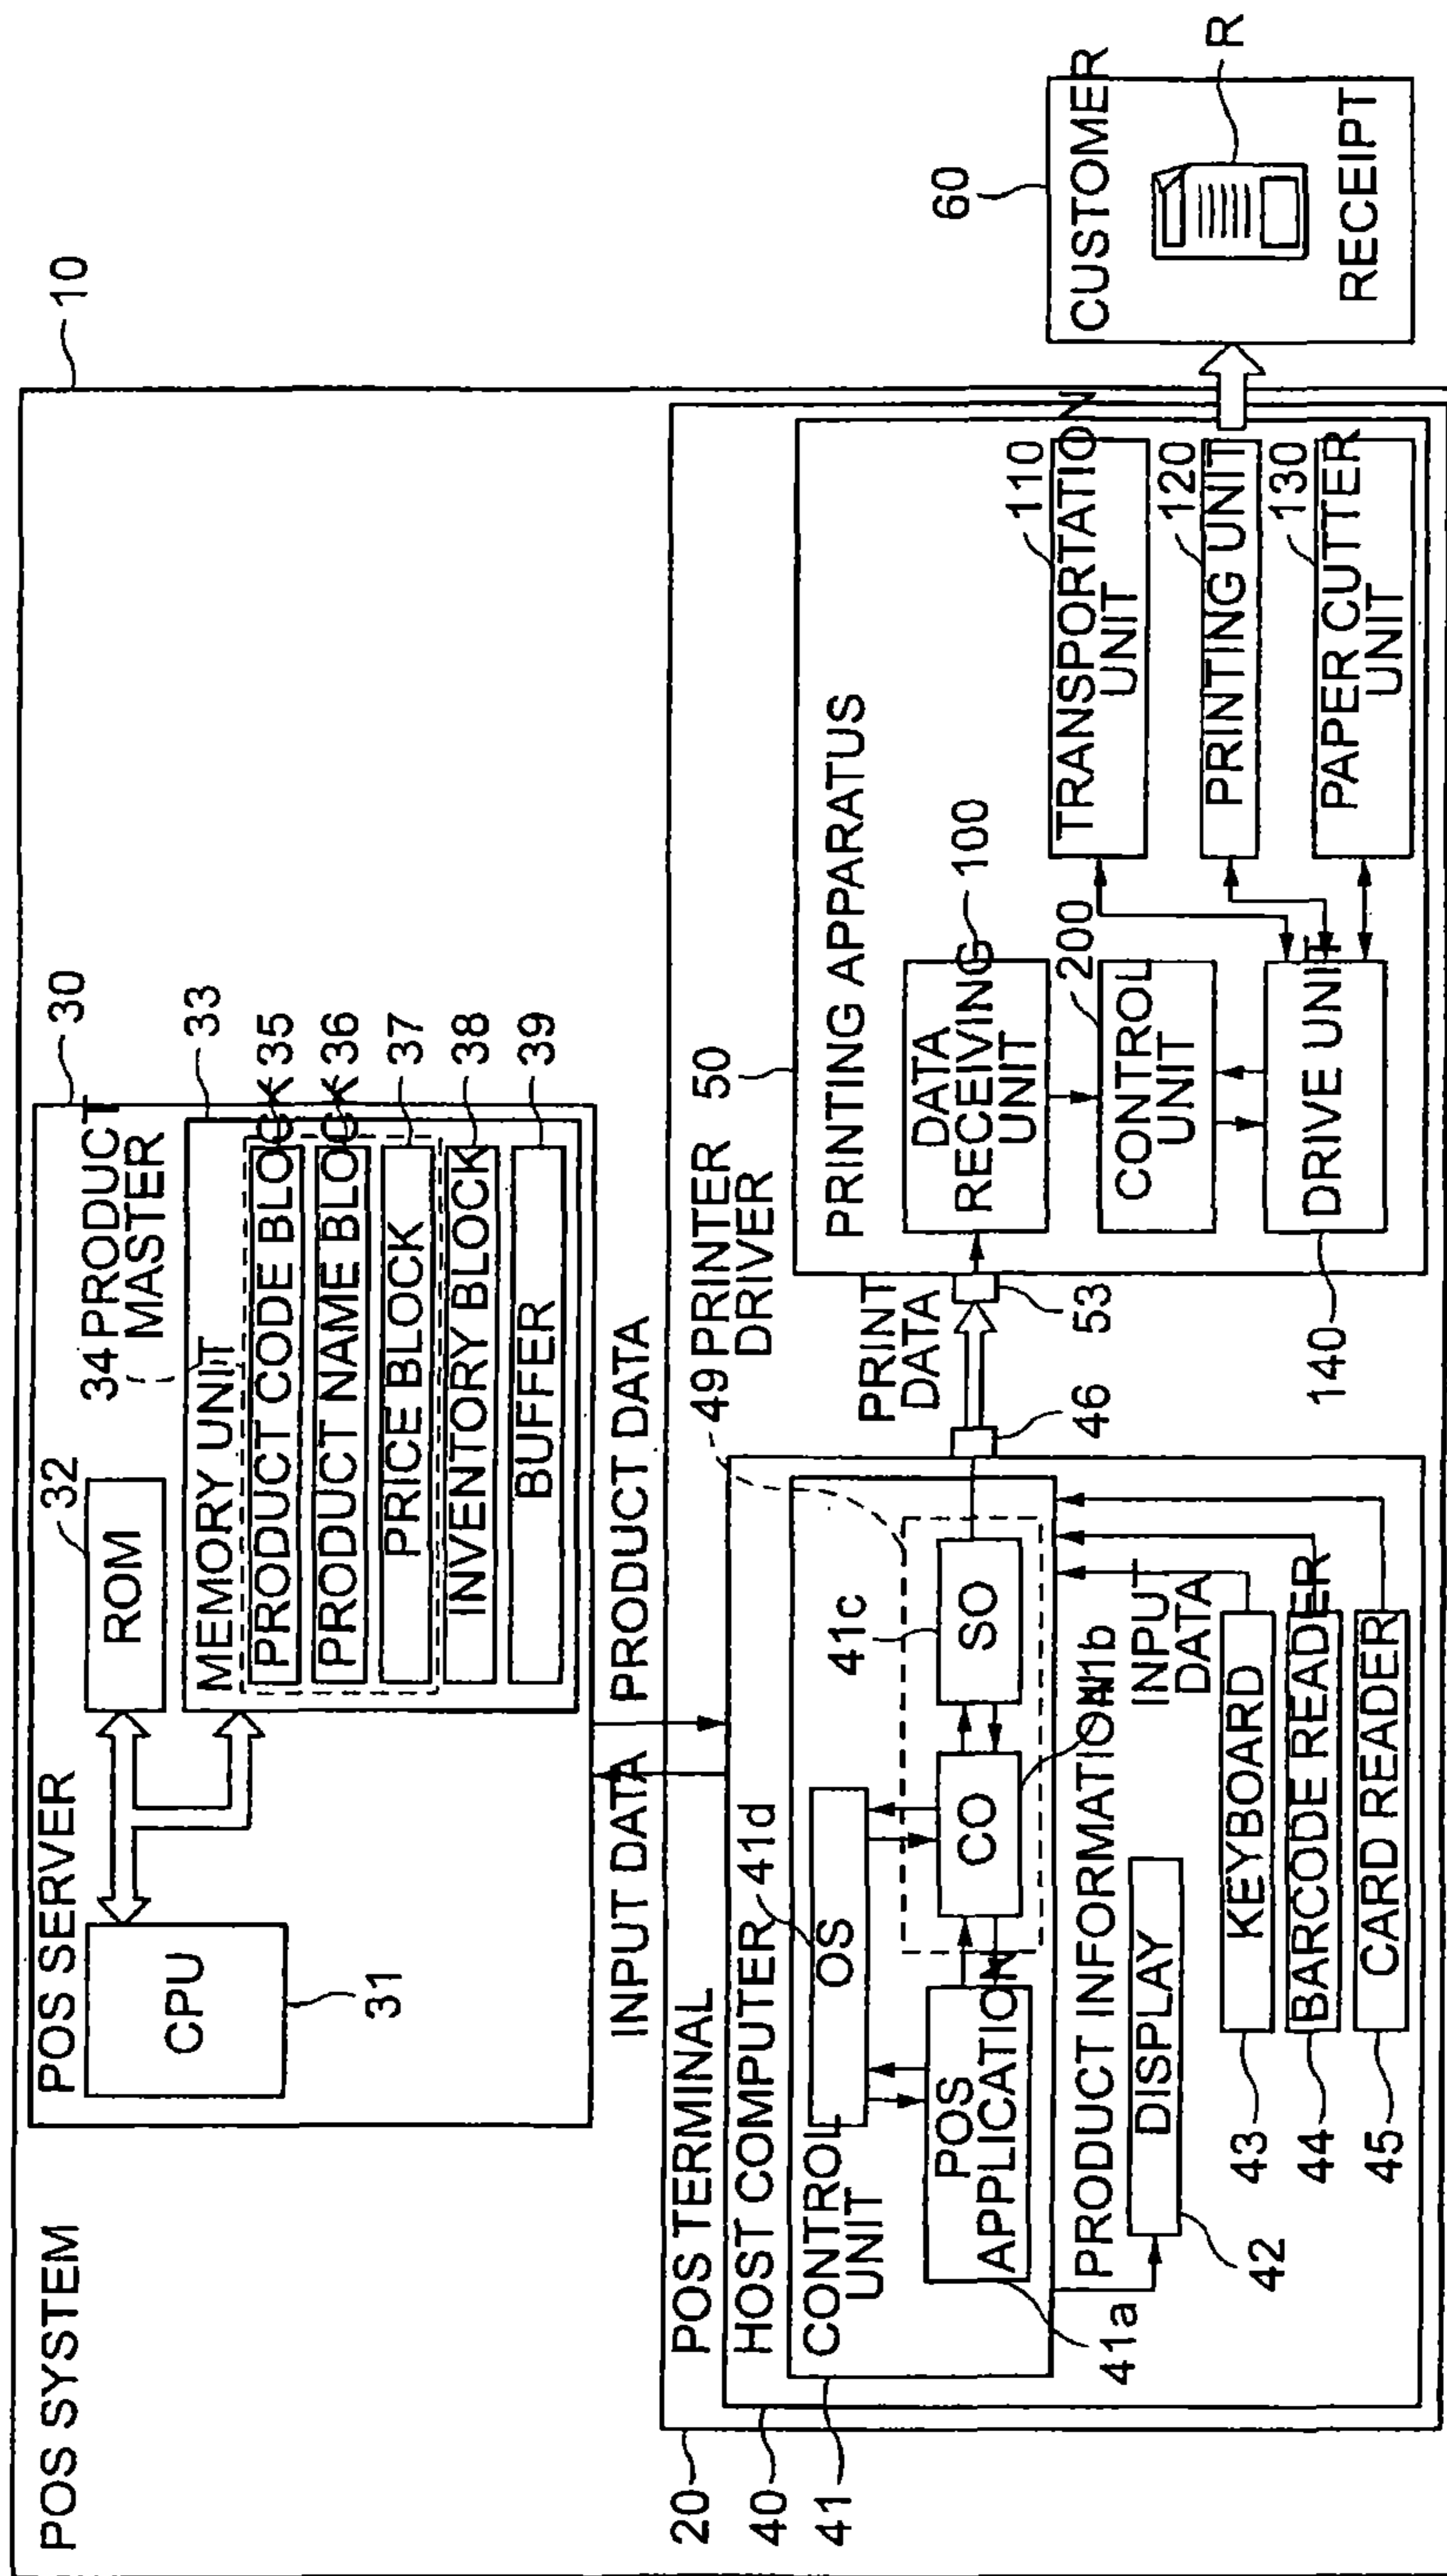 POS SYSTEM
10
POS SERVER
30
CPU
31
ROM
32
34 PRODUCT
MASTER
33
MEMORY UNIT
PRODUCT CODE BLOCK
35
PRODUCT NAME BLOCK
36
PRICE BLOCK
37
INVENTORY BLOCK
38
BUFFER
39
INPUT DATA
PRODUCT DATA
20
POS TERMINAL
40
HOST COMPUTER
41
CONTROL
UNIT
41d
OS
POS
APPLICATION
41a
CO
41b
SO
41c
49 PRINTER
DRIVER
46
PRINT
DATA
53
PRODUCT INFORMATION
DISPLAY
42
INPUT
DATA
KEYBOARD
43
BARCODE READER
44
CARD READER
45
50
PRINTING APPARATUS
DATA
RECEIVING
UNIT
100
CONTROL
UNIT
200
DRIVE UNIT
140
TRANSPORTATION
UNIT
110
PRINTING UNIT
120
PAPER CUTTER
UNIT
130
60
CUSTOMER
R
RECEIPT